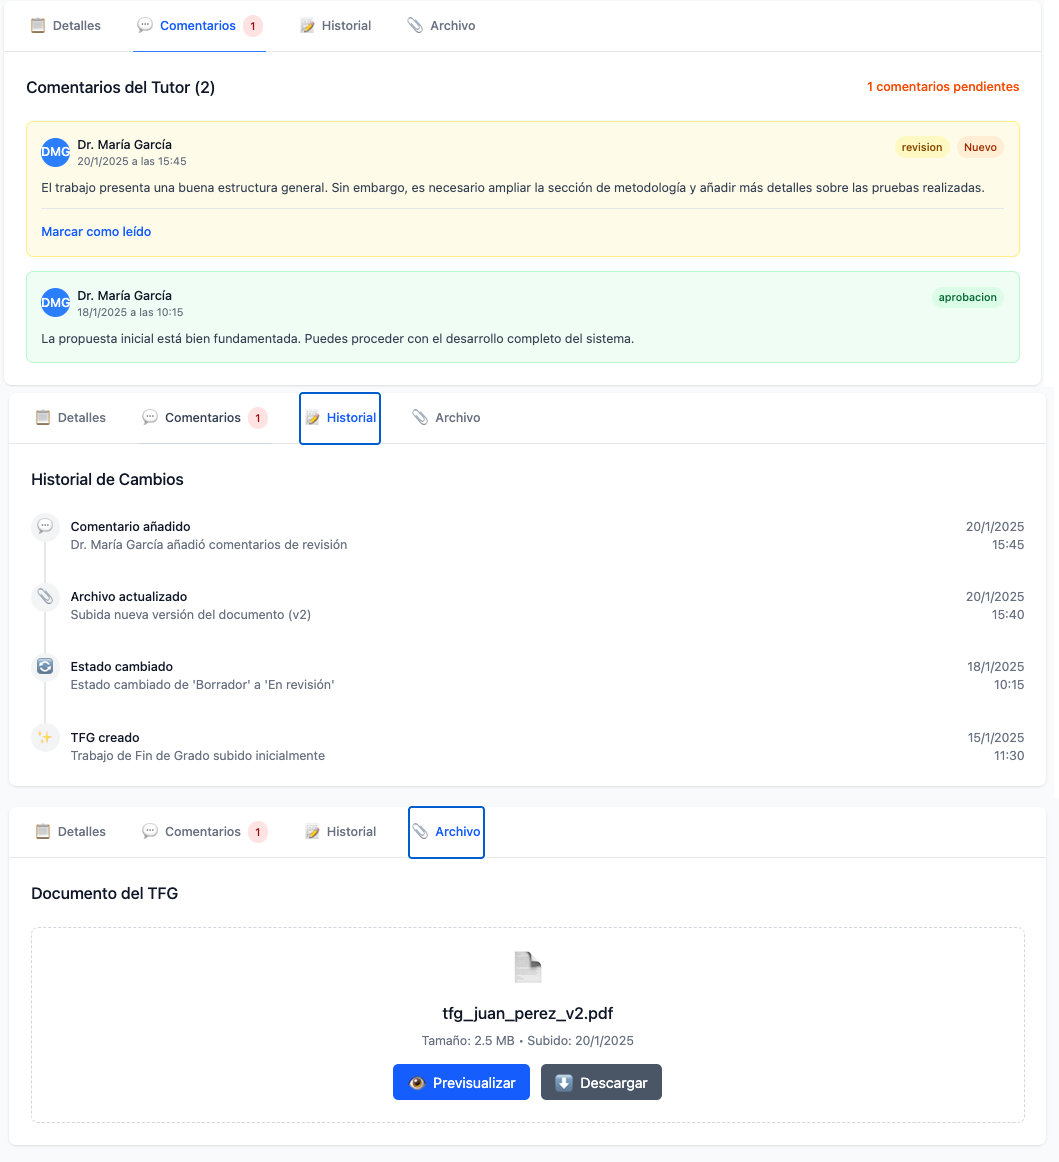 Detalles Comentarios 1 Historial Archivo
Comentarios del Tutor (2) 1 comentarios pendientes
DMG Dr. María García revision Nuevo
20/1/2025 a las 15:45
El trabajo presenta una buena estructura general. Sin embargo, es necesario ampliar la sección de metodología y añadir más detalles sobre las pruebas realizadas.
Marcar como leído
DMG Dr. María García aprobacion
18/1/2025 a las 10:15
La propuesta inicial está bien fundamentada. Puedes proceder con el desarrollo completo del sistema.
Detalles Comentarios 1 Historial Archivo
Historial de Cambios
Comentario añadido 20/1/2025
Dr. María García añadió comentarios de revisión 15:45
Archivo actualizado 20/1/2025
Subida nueva versión del documento (v2) 15:40
Estado cambiado 18/1/2025
Estado cambiado de 'Borrador' a 'En revisión' 10:15
TFG creado 15/1/2025
Trabajo de Fin de Grado subido inicialmente 11:30
Detalles Comentarios 1 Historial Archivo
Documento del TFG
tfg_juan_perez_v2.pdf
Tamaño: 2.5 MB • Subido: 20/1/2025
Previsualizar Descargar